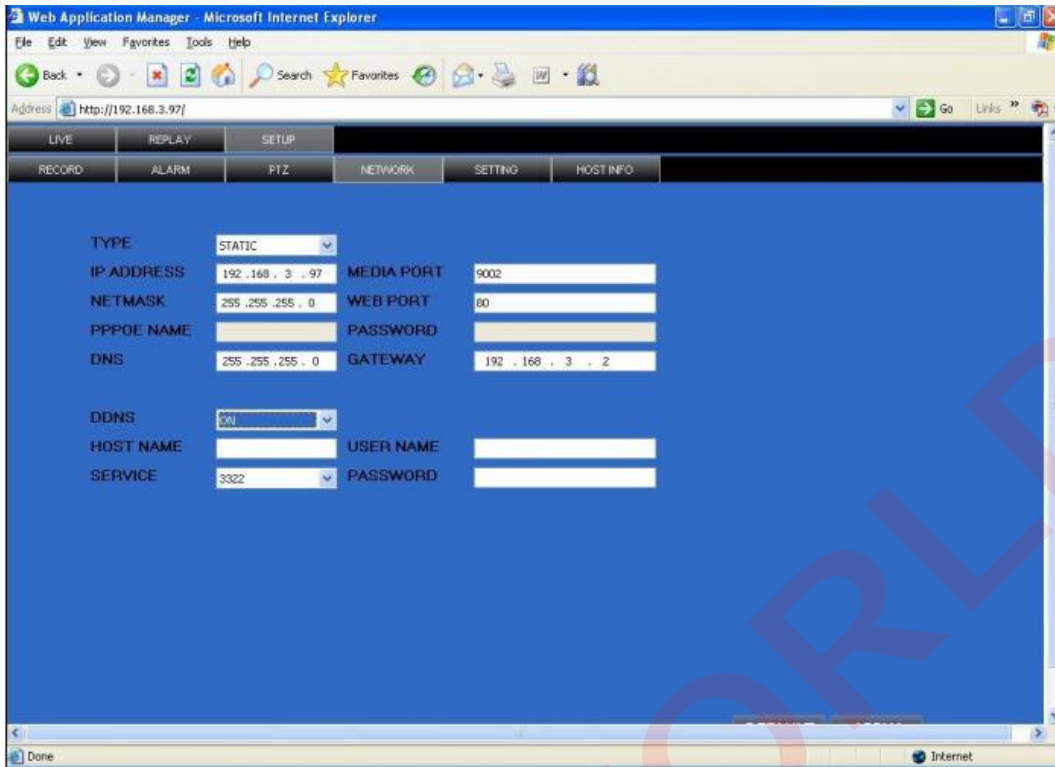 Web Application Manager - Microsoft Internet Explorer
File Edit View Favorites Tools Help
Back Search Favorites
Address http://192.168.3.97/ Go Links »
LIVE REPLAY SETUP
RECORD ALARM PTZ NETWORK SETTING HOST INFO
TYPE STATIC
IP ADDRESS 192 .168 . 3 . 97 MEDIA PORT 9002
NETMASK 255 .255 .255 . 0 WEB PORT 80
PPPOE NAME PASSWORD
DNS 255 .255 .255 . 0 GATEWAY 192 . 168 . 3 . 2
DDNS ON
HOST NAME USER NAME
SERVICE 3322 PASSWORD
Done Internet